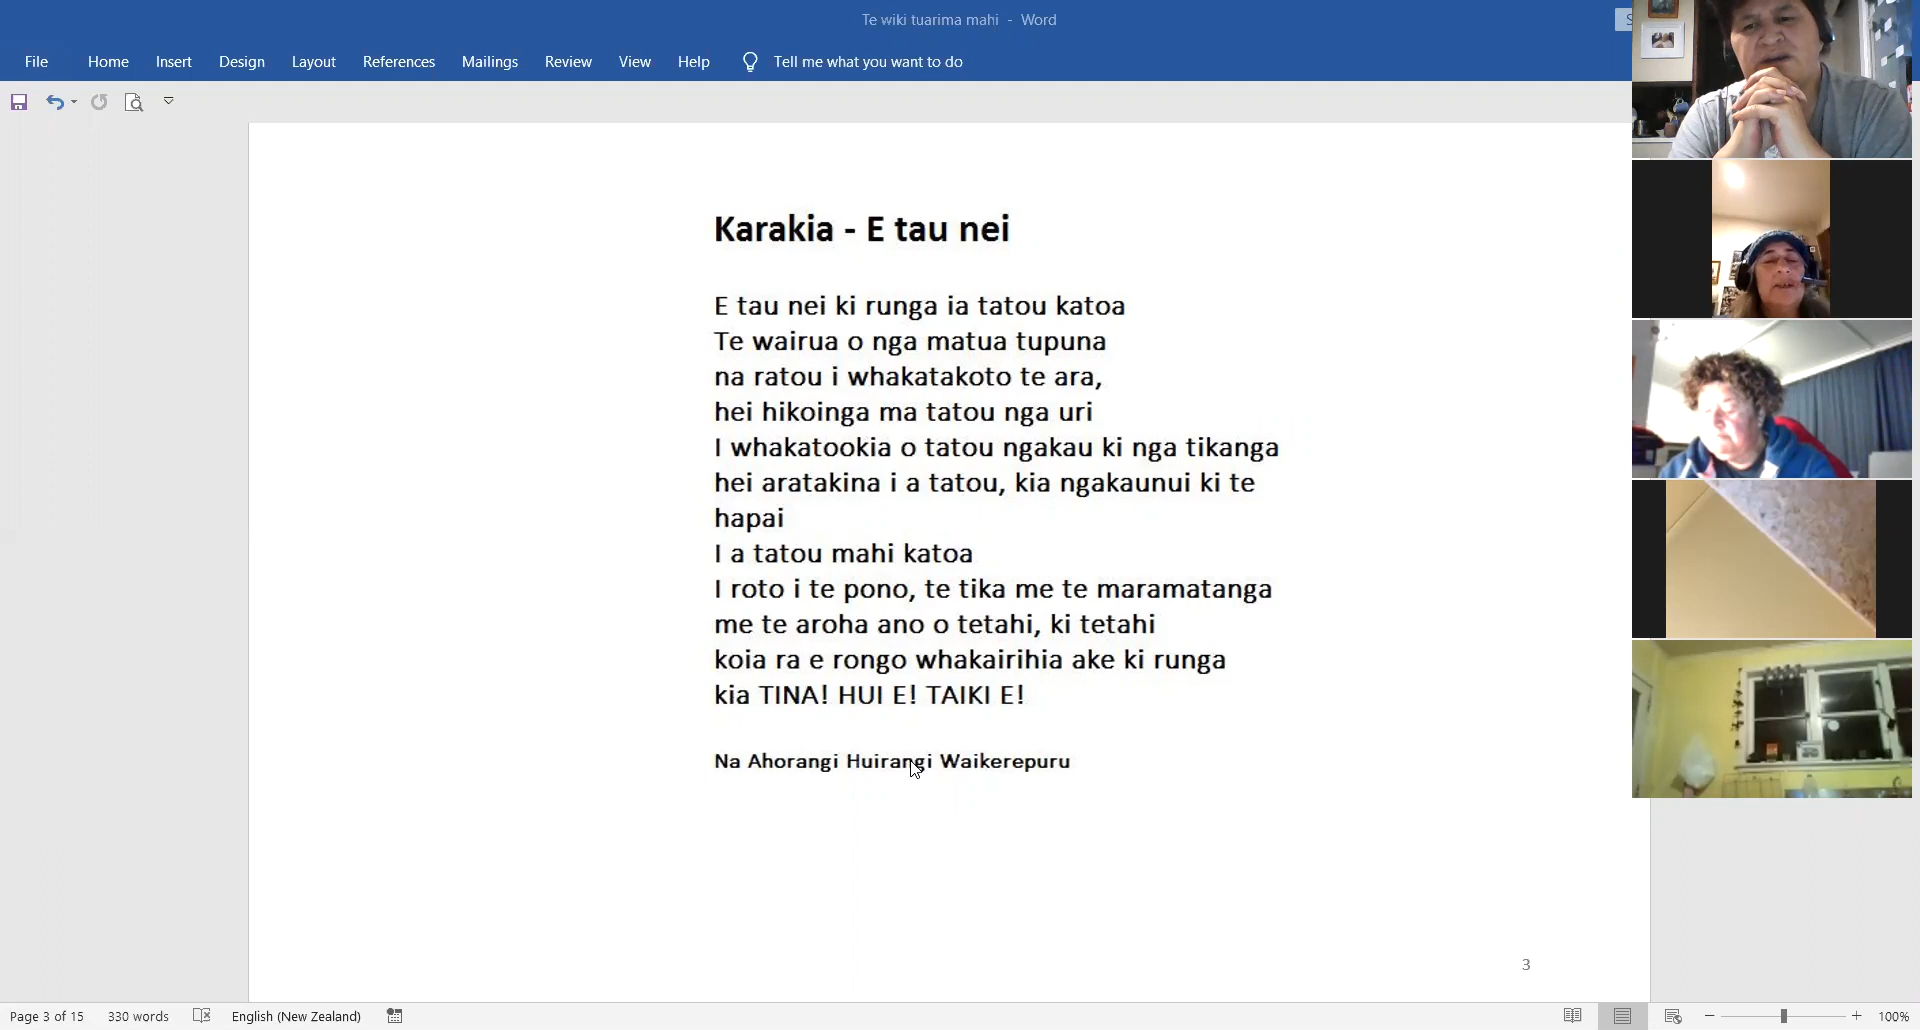 Te wiki tuarima mahi - Word
File Home Insert Design Layout References Mailings Review View Help Tell me what you want to do
Karakia - E tau nei
E tau nei ki runga ia tatou katoa
Te wairua o nga matua tupuna
na ratou i whakatakoto te ara,
hei hikoinga ma tatou nga uri
I whakatookia o tatou ngakau ki nga tikanga
hei aratakina i a tatou, kia ngakaunui ki te
hapai
I a tatou mahi katoa
I roto i te pono, te tika me te maramatanga
me te aroha ano o tetahi, ki tetahi
koia ra e rongo whakairihia ake ki runga
kia TINA! HUI E! TAIKI E!
Na Ahorangi Huirangi Waikerepuru
3
Page 3 of 15 330 words English (New Zealand) 100%